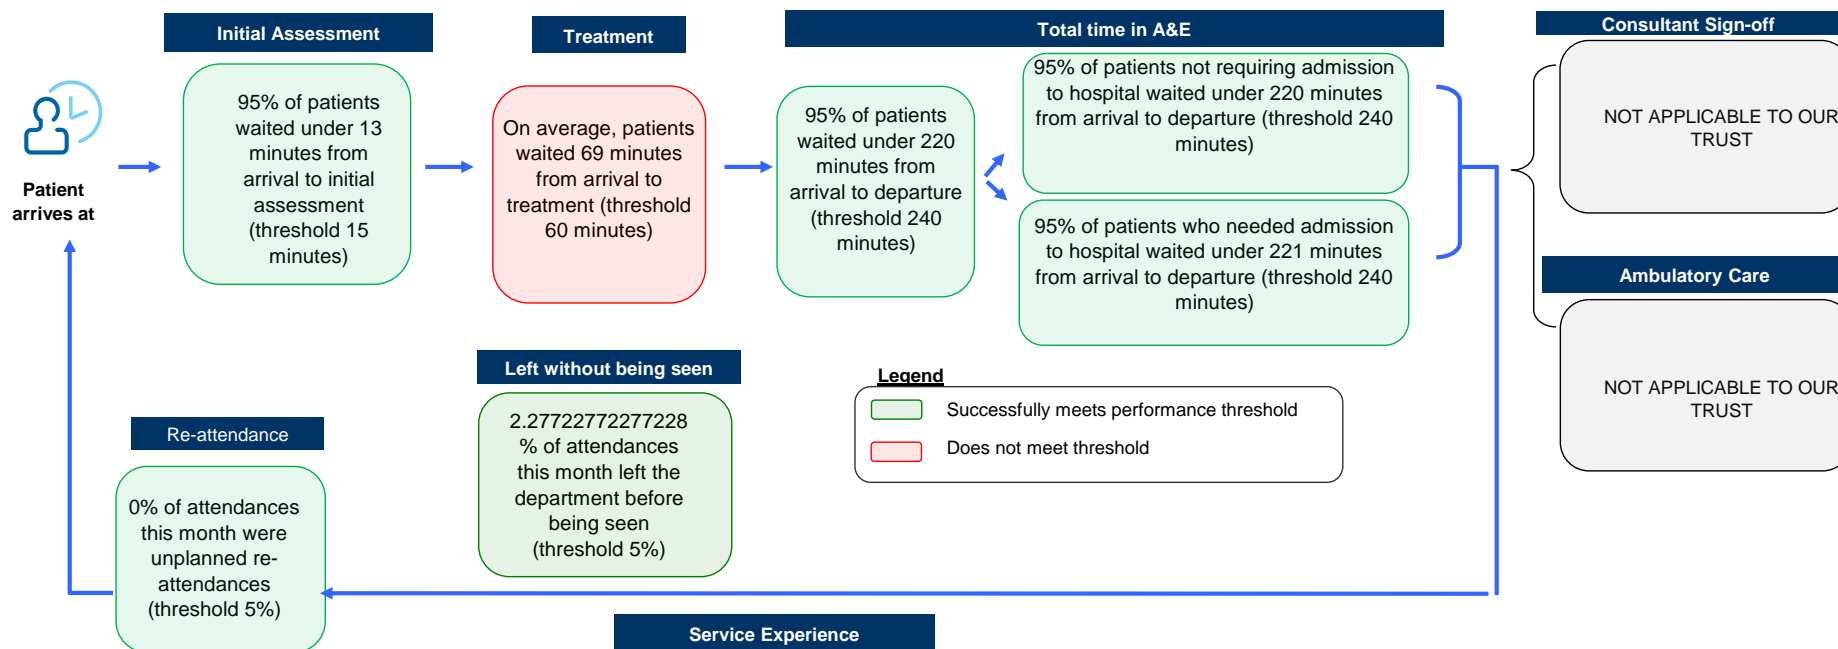 Initial Assessment
Treatment
Total time in A&E
Consultant Sign-off
Patient
arrives at
95% of patients
waited under 13
minutes from
arrival to initial
assessment
(threshold 15
minutes)
On average, patients
waited 69 minutes
from arrival to
treatment (threshold
60 minutes)
95% of patients
waited under 220
minutes from
arrival to departure
(threshold 240
minutes)
95% of patients not requiring admission
to hospital waited under 220 minutes
from arrival to departure (threshold 240
minutes)
95% of patients who needed admission
to hospital waited under 221 minutes
from arrival to departure (threshold 240
minutes)
NOT APPLICABLE TO OUR
TRUST
Ambulatory Care
NOT APPLICABLE TO OUR
TRUST
Left without being seen
2.27722772277228
% of attendances
this month left the
department before
being seen
(threshold 5%)
Legend
Successfully meets performance threshold
Does not meet threshold
Re-attendance
0% of attendances
this month were
unplanned re-
attendances
(threshold 5%)
Service Experience